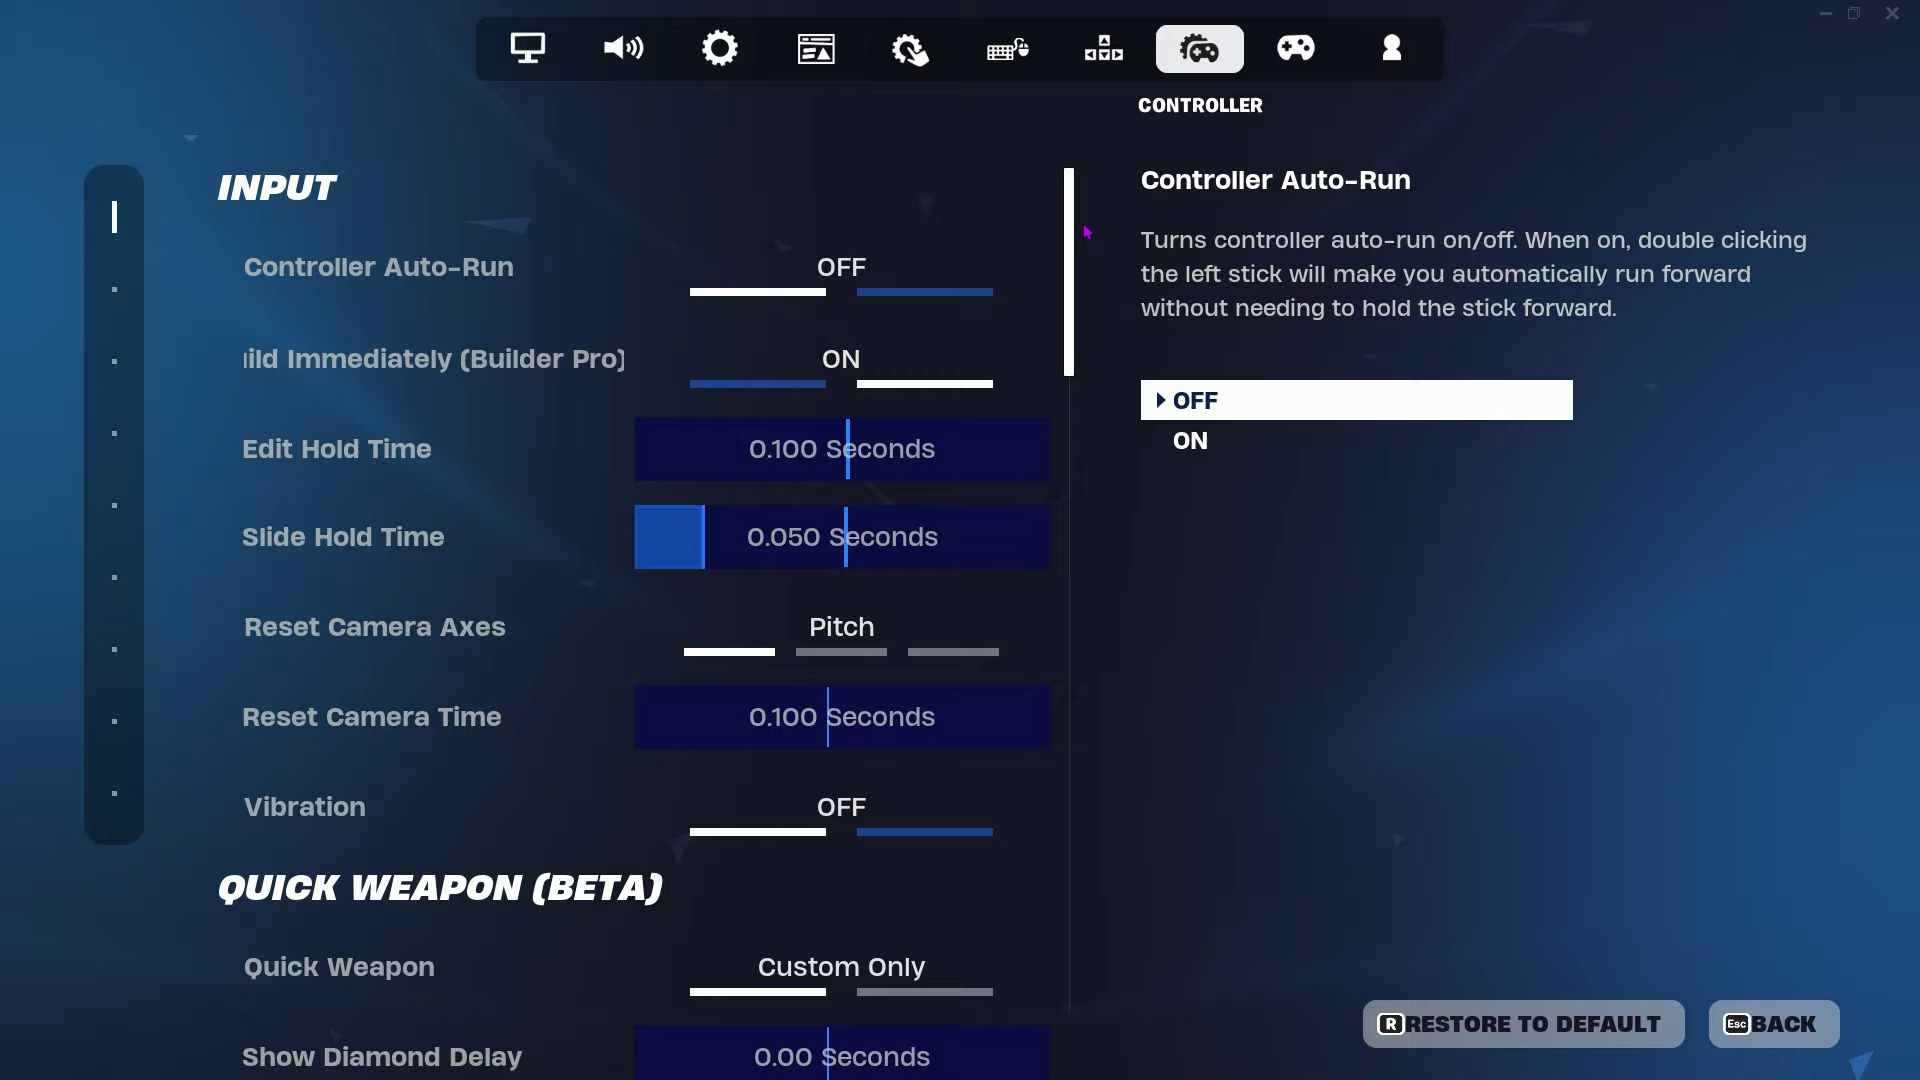 CONTROLLER
INPUT
Controller Auto-Run
OFF
ild Immediately (Builder Pro)
ON
Edit Hold Time
0.100 Seconds
Slide Hold Time
0.050 Seconds
Reset Camera Axes
Pitch
Reset Camera Time
0.100 Seconds
Vibration
OFF
QUICK WEAPON (BETA)
Quick Weapon
Custom Only
Show Diamond Delay
0.00 Seconds
Controller Auto-Run
Turns controller auto-run on/off. When on, double clicking
the left stick will make you automatically run forward
without needing to hold the stick forward.
OFF
ON
R RESTORE TO DEFAULT
Esc BACK